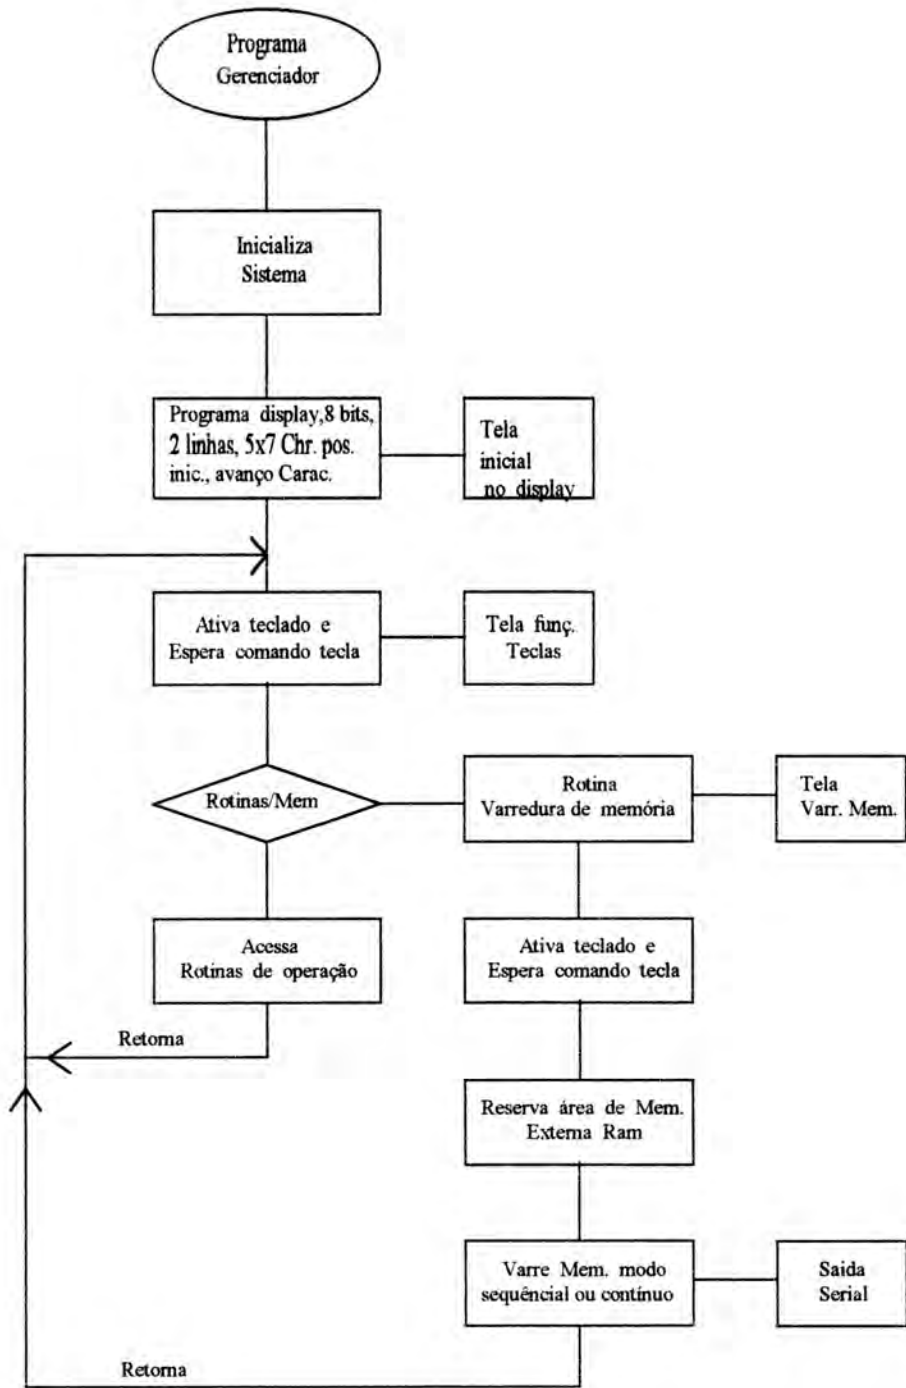 Programa
Gerenciador
Inicializa
Sistema
Programa display,8 bits,
2 linhas, 5x7 Chr. pos.
inic., avanço Carac.
Tela
inicial
no display
Ativa teclado e
Espera comando tecla
Tela funç.
Teclas
Rotinas/Mem
Rotina
Varredura de memória
Tela
Varr. Mem.
Acessa
Rotinas de operação
Ativa teclado e
Espera comando tecla
Retorna
Reserva área de Mem.
Externa Ram
Varre Mem. modo
sequêncial ou contínuo
Saida
Serial
Retorna